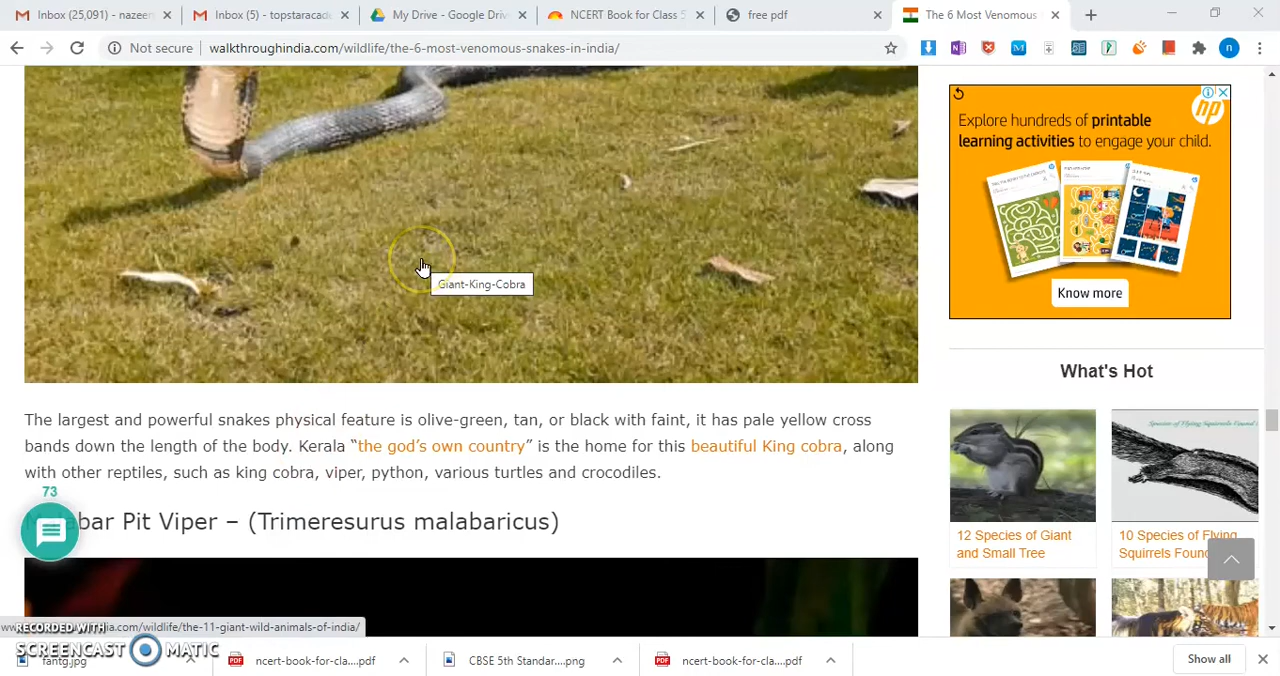 Inbox (25,091) - nazeer
Inbox (5) - topstaracade
My Drive - Google Driv
NCERT Book for Class 5
free pdf
The 6 Most Venomous
Not secure
walkthroughindia.com/wildlife/the-6-most-venomous-snakes-in-india/
n
hp
Explore hundreds of printable
learning activities to engage your child.
Know more
Giant-King-Cobra
What's Hot
The largest and powerful snakes physical feature is olive-green, tan, or black with faint, it has pale yellow cross
bands down the length of the body. Kerala “the god’s own country” is the home for this beautiful King cobra, along
with other reptiles, such as king cobra, viper, python, various turtles and crocodiles.
73
abar Pit Viper – (Trimeresurus malabaricus)
12 Species of Giant
and Small Tree
10 Species of Flying
Squirrels Foun
a.com/wildlife/the-11-giant-wild-animals-of-india/
RECORDED WITH
SCREENCAST MATIC
fantg.jpg
ncert-book-for-cla....pdf
CBSE 5th Standar....png
ncert-book-for-cla....pdf
Show all